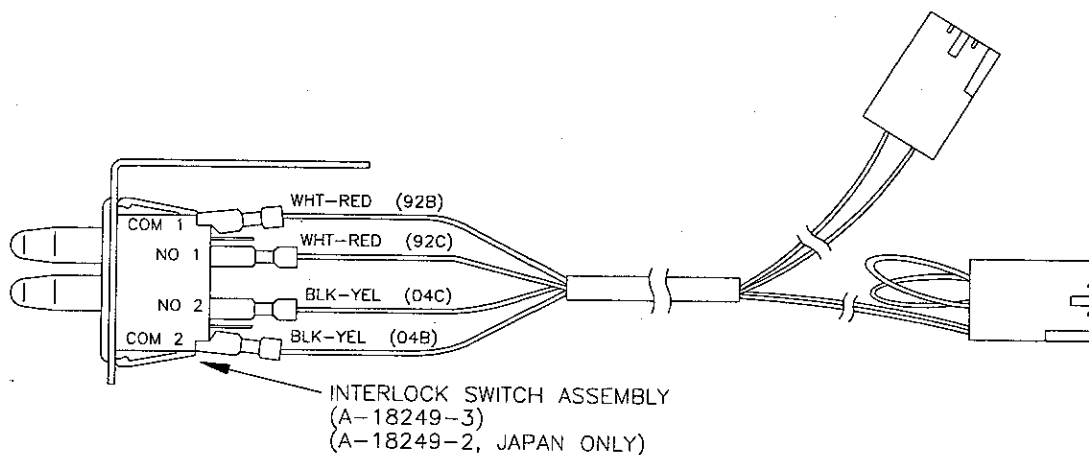 WHT-RED (92B)
COM 1
WHT-RED (92C)
NO 1
BLK-YEL (04C)
NO 2
BLK-YEL (04B)
COM 2
INTERLOCK SWITCH ASSEMBLY
(A-18249-3)
(A-18249-2, JAPAN ONLY)